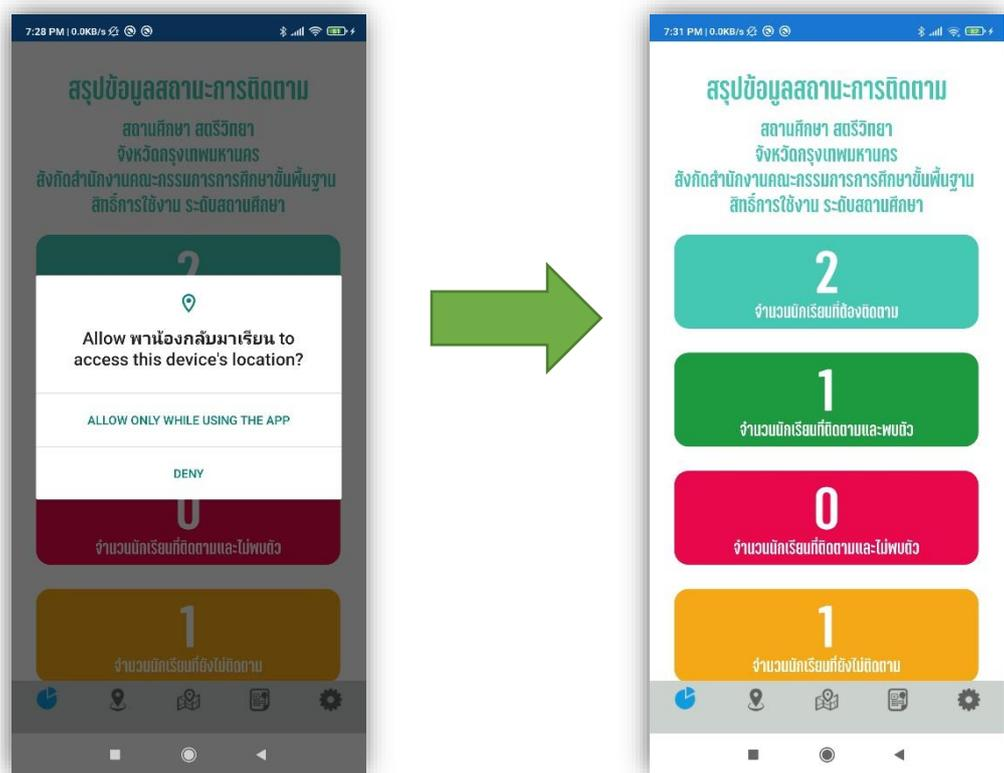 7:28 PM | 0.0KB/s
61
สรุปข้อมูลสถานะการติดตาม
สถานศึกษา สตรีวิทยา
จังหวัดกรุงเทพมหานคร
สังกัดสำนักงานคณะกรรมการการศึกษาขั้นพื้นฐาน
สิทธิ์การใช้งาน ระดับสถานศึกษา
2
Allow พาน้องกลับมาเรียน to
access this device's location?
ALLOW ONLY WHILE USING THE APP
DENY
0
จำนวนนักเรียนที่ติดตามและไม่พบตัว
1
จำนวนนักเรียนที่ยังไม่ติดตาม
7:31 PM | 0.0KB/s
62
สรุปข้อมูลสถานะการติดตาม
สถานศึกษา สตรีวิทยา
จังหวัดกรุงเทพมหานคร
สังกัดสำนักงานคณะกรรมการการศึกษาขั้นพื้นฐาน
สิทธิ์การใช้งาน ระดับสถานศึกษา
2
จำนวนนักเรียนที่ต้องติดตาม
1
จำนวนนักเรียนที่ติดตามและพบตัว
0
จำนวนนักเรียนที่ติดตามและไม่พบตัว
1
จำนวนนักเรียนที่ยังไม่ติดตาม